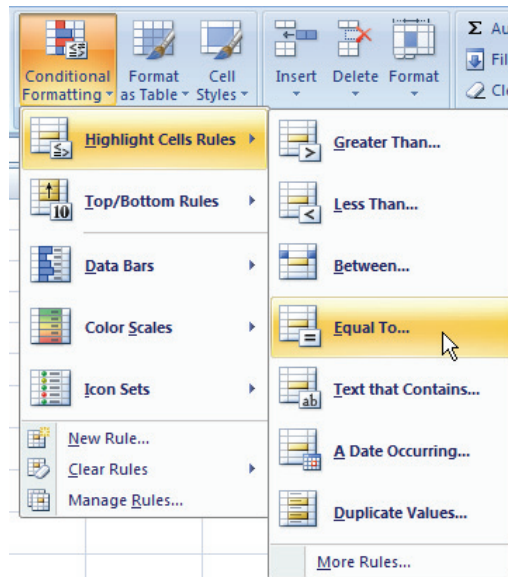 Conditional Formatting
Format as Table
Cell Styles
Insert
Delete
Format
Σ
Highlight Cells Rules
Top/Bottom Rules
10
Data Bars
Color Scales
Icon Sets
New Rule...
Clear Rules
Manage Rules...
>
Greater Than...
<
Less Than...
Between...
=
Equal To...
ab
Text that Contains...
A Date Occurring...
Duplicate Values...
More Rules...